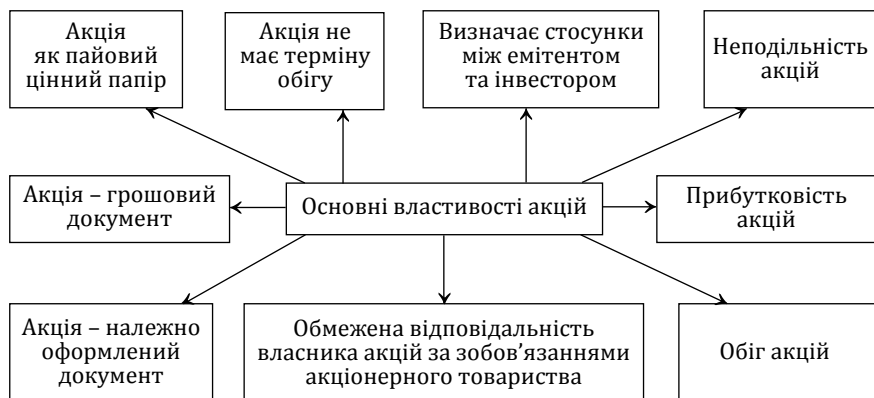 Акція
як пайовий
цінний папір
Акція не
має терміну
обігу
Визначає стосунки
між емітентом
та інвестором
Неподільність
акцій
Акція – грошовий
документ
Основні властивості акцій
Прибутковість
акцій
Акція – належно
оформлений
документ
Обмежена відповідальність
власника акцій за зобов’язаннями
акціонерного товариства
Обіг акцій